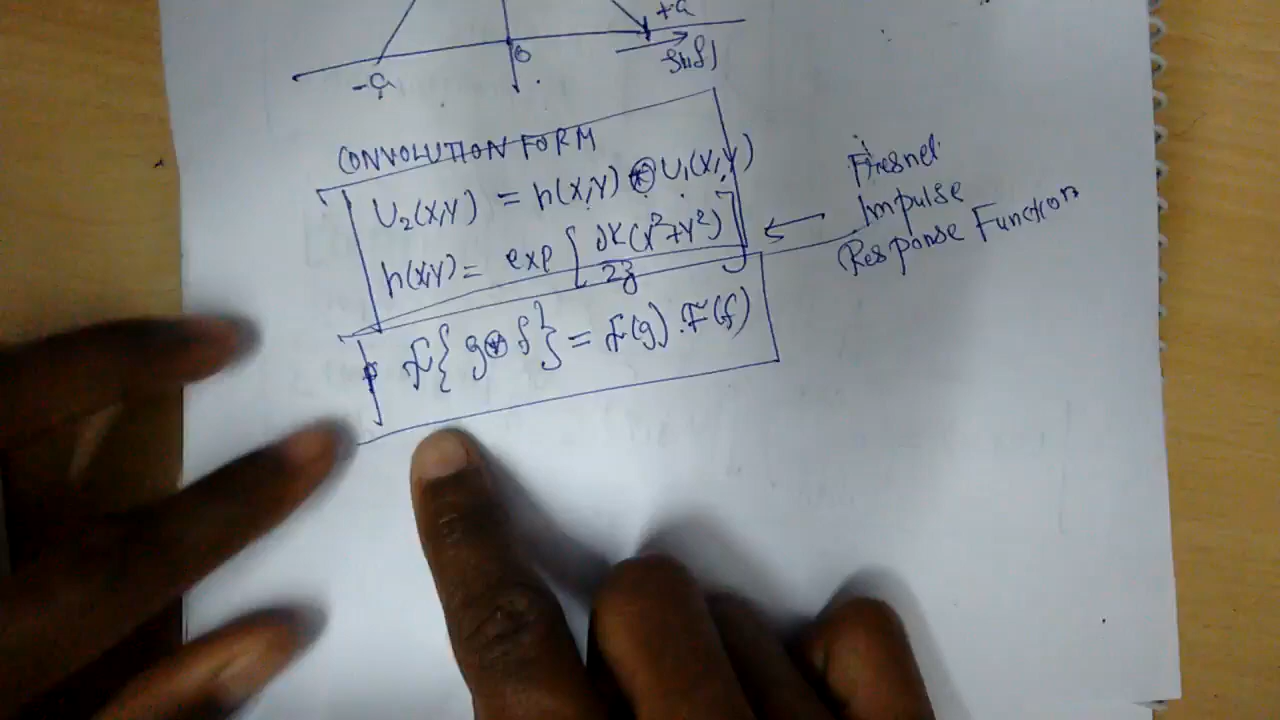 +a
-a
0
CONVOLUTION FORM
U₂(x,y) = h(x,y) ⊛ U₁(x,y)
h(x,y) = exp [ jk(x²+y²) / 2z ]
Fresnel
Impulse
Response Function
F{ g⊛f } = F(g).F(f)